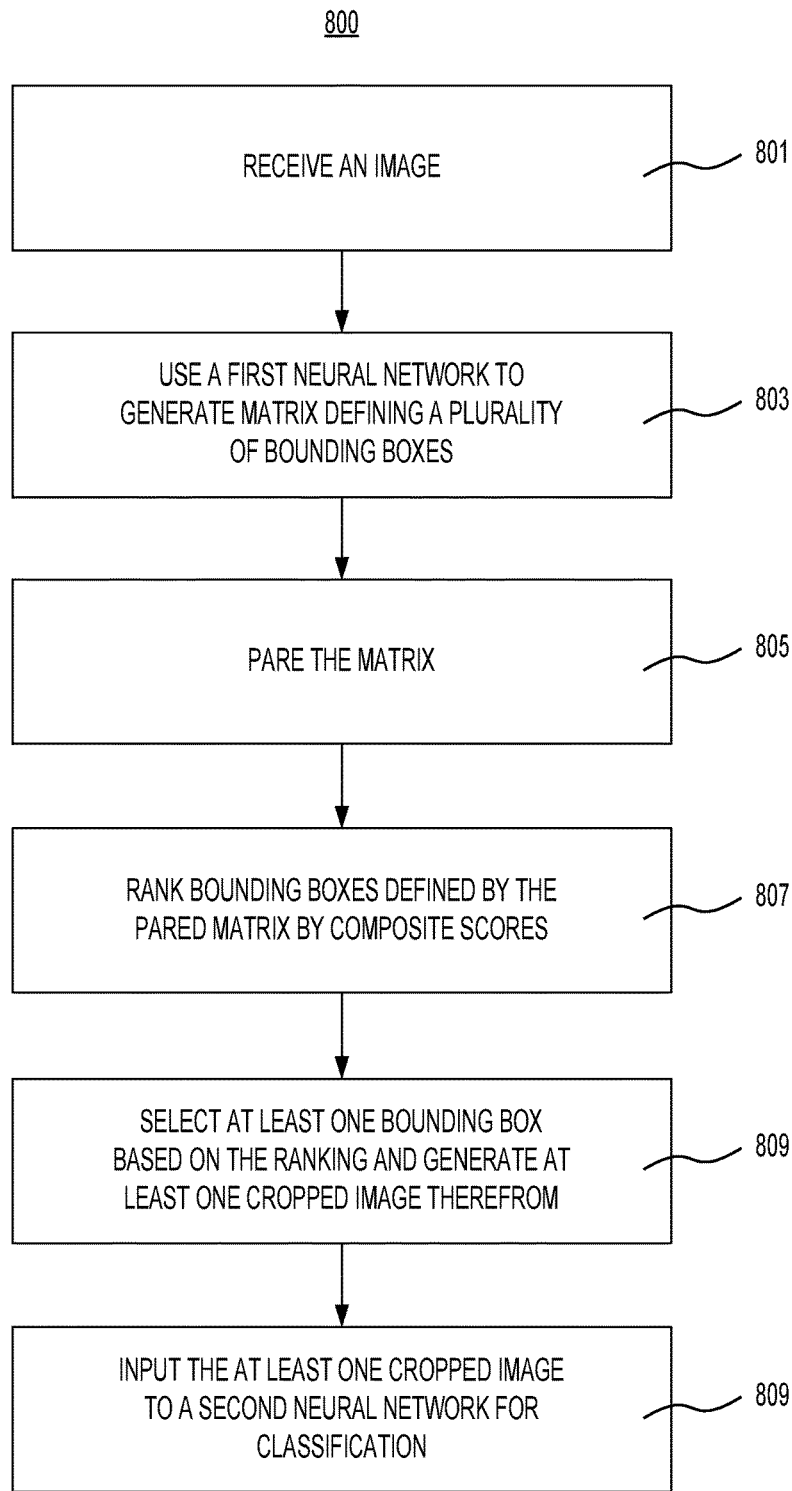 800
RECEIVE AN IMAGE
801
USE A FIRST NEURAL NETWORK TO
GENERATE MATRIX DEFINING A PLURALITY
OF BOUNDING BOXES
803
PARE THE MATRIX
805
RANK BOUNDING BOXES DEFINED BY THE
PARED MATRIX BY COMPOSITE SCORES
807
SELECT AT LEAST ONE BOUNDING BOX
BASED ON THE RANKING AND GENERATE AT
LEAST ONE CROPPED IMAGE THEREFROM
809
INPUT THE AT LEAST ONE CROPPED IMAGE
TO A SECOND NEURAL NETWORK FOR
CLASSIFICATION
809